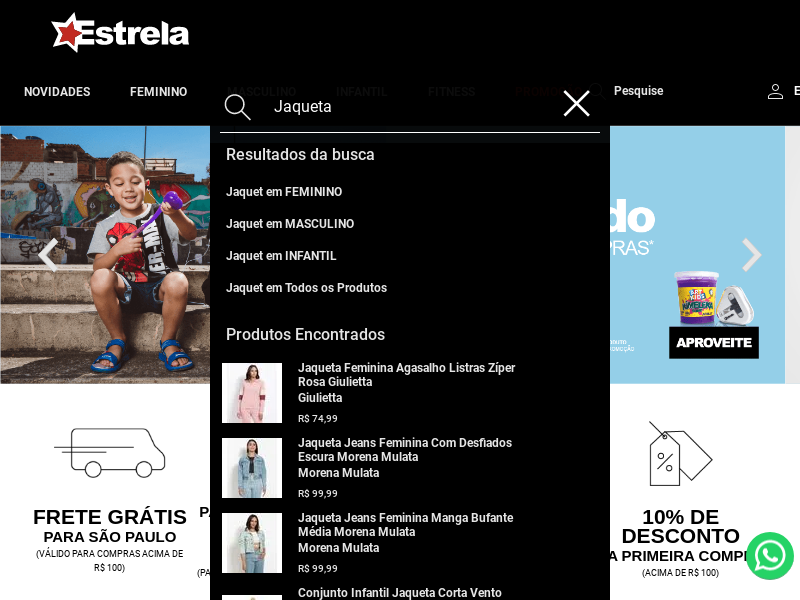 Estrela
NOVIDADES
FEMININO
MASCULINO
INFANTIL
FITNESS
Pesquise
E
Jaqueta
Resultados da busca
Jaquet em FEMININO
Jaquet em MASCULINO
Jaquet em INFANTIL
Jaquet em Todos os Produtos
Produtos Encontrados
Jaqueta Feminina Agasalho Listras Zíper
Rosa Giulietta
Giulietta
R$ 74,99
Jaqueta Jeans Feminina Com Desfiados
Escura Morena Mulata
Morena Mulata
R$ 99,99
Jaqueta Jeans Feminina Manga Bufante
Média Morena Mulata
Morena Mulata
R$ 99,99
Conjunto Infantil Jaqueta Corta Vento
do
PRAS*
APROVEITE
FRETE GRÁTIS
PARA SÃO PAULO
(VÁLIDO PARA COMPRAS ACIMA DE
R$ 100)
P
(PA
10% DE
DESCONTO
A PRIMEIRA COMP
(ACIMA DE R$ 100)